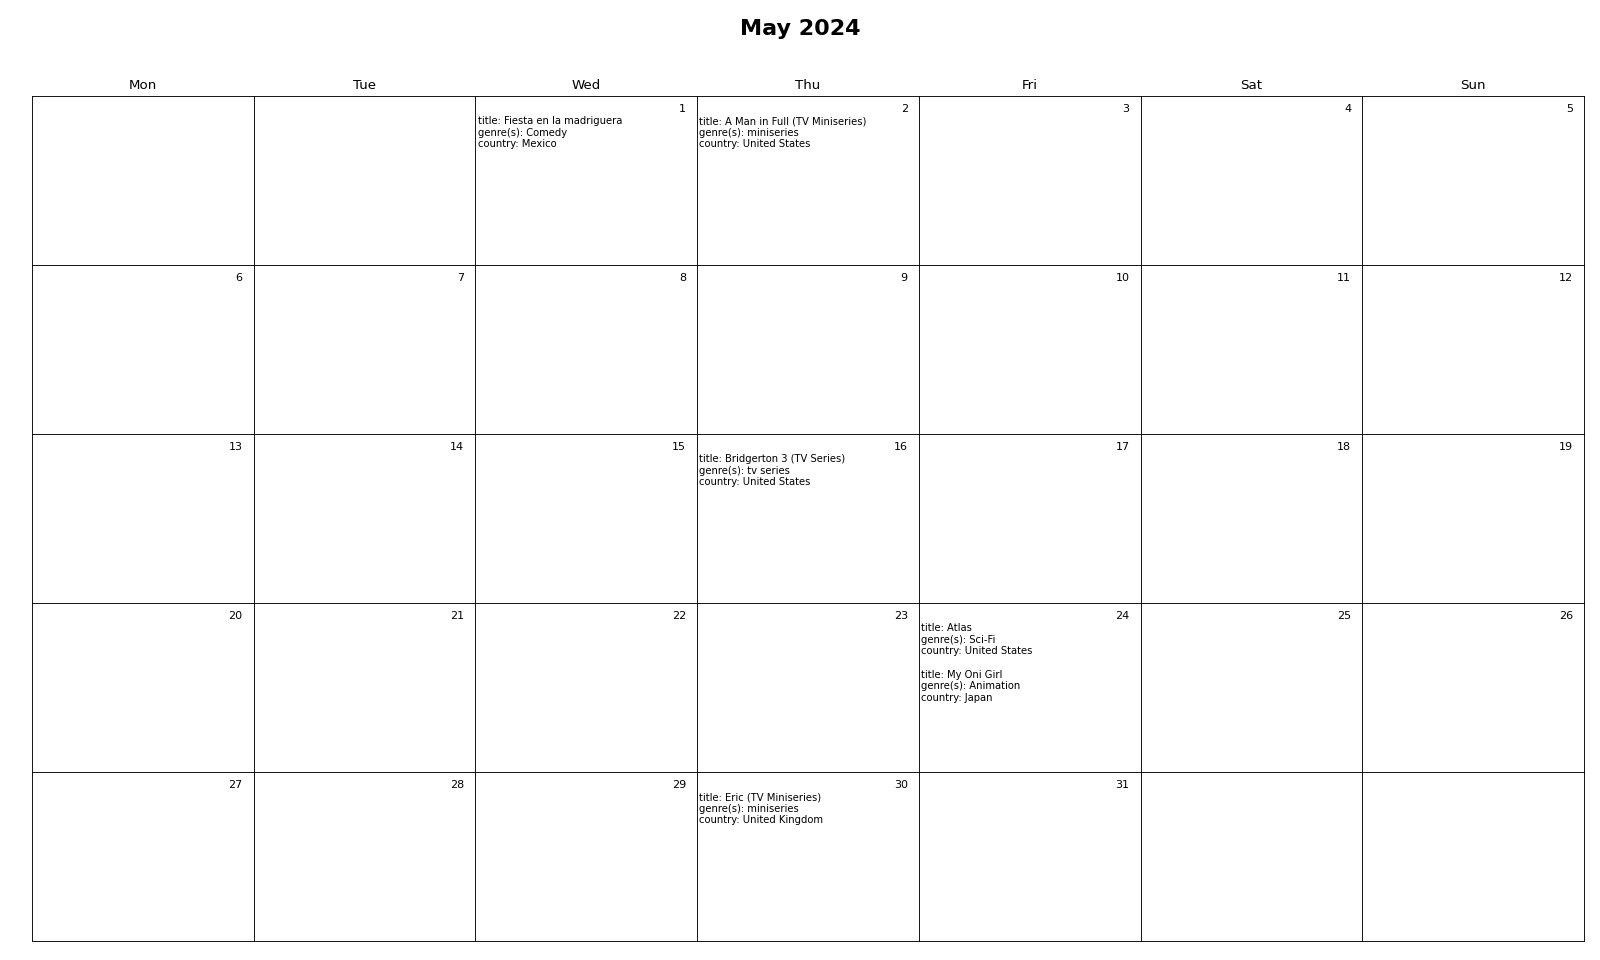 May 2024
Mon Tue Wed Thu Fri Sat Sun
1 2 3 4 5
title: Fiesta en la madriguera
genre(s): Comedy
country: Mexico
title: A Man in Full (TV Miniseries)
genre(s): miniseries
country: United States
6 7 8 9 10 11 12
13 14 15 16 17 18 19
title: Bridgerton 3 (TV Series)
genre(s): tv series
country: United States
20 21 22 23 24 25 26
title: Atlas
genre(s): Sci-Fi
country: United States
title: My Oni Girl
genre(s): Animation
country: Japan
27 28 29 30 31
title: Eric (TV Miniseries)
genre(s): miniseries
country: United Kingdom